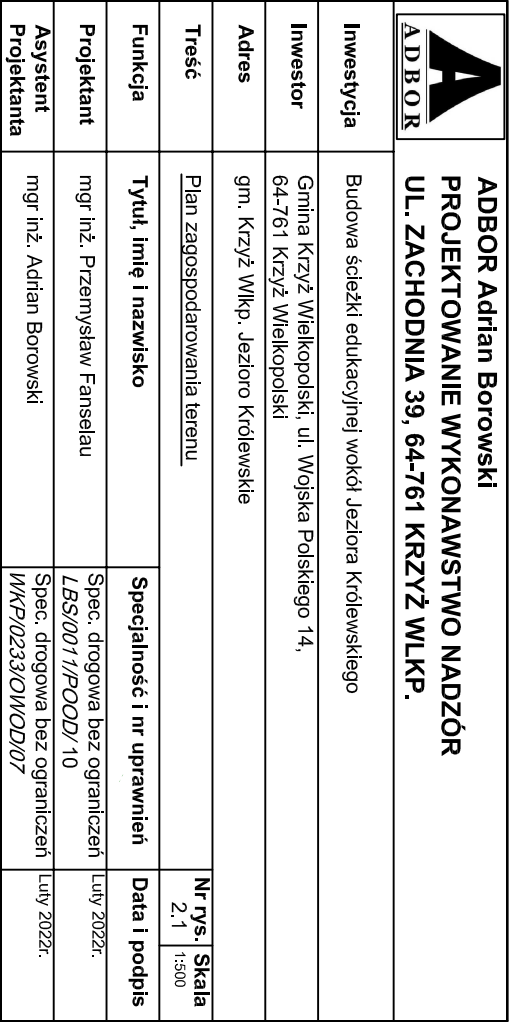 A
ADBOR
ADBOR Adrian Borowski
PROJEKTOWANIE WYKONAWSTWO NADZÓR
UL. ZACHODNIA 39, 64-761 KRZYŻ WLKP.
Inwestycja
Budowa ścieżki edukacyjnej wokół Jeziora Królewskiego
Inwestor
Gmina Krzyż Wielkopolski, ul. Wojska Polskiego 14,
64-761 Krzyż Wielkopolski
Adres
gm. Krzyż Wlkp. Jezioro Królewskie
Treść
Plan zagospodarowania terenu
Nr rys.
2.1
Skala
1:500
Funkcja
Tytuł, imię i nazwisko
Specjalność i nr uprawnień
Data i podpis
Projektant
mgr inż. Przemysław Fanselau
Spec. drogowa bez ograniczeń
LBS/0011/POOD/ 10
Luty 2022r.
Asystent
Projektanta
mgr inż. Adrian Borowski
Spec. drogowa bez ograniczeń
WKP/0233/OWOD/07
Luty 2022r.